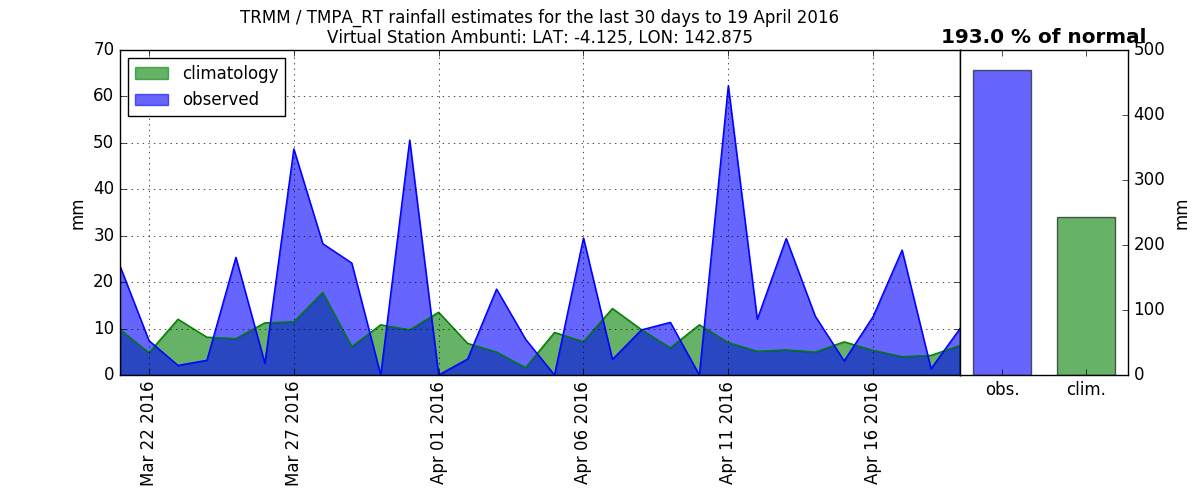 TRMM / TMPA_RT rainfall estimates for the last 30 days to 19 April 2016
Virtual Station Ambunti: LAT: -4.125, LON: 142.875
193.0 % of normal
climatology
observed
70
60
50
40
30
20
10
0
mm
Mar 22 2016
Mar 27 2016
Apr 01 2016
Apr 06 2016
Apr 11 2016
Apr 16 2016
500
400
300
200
100
0
mm
obs.
clim.